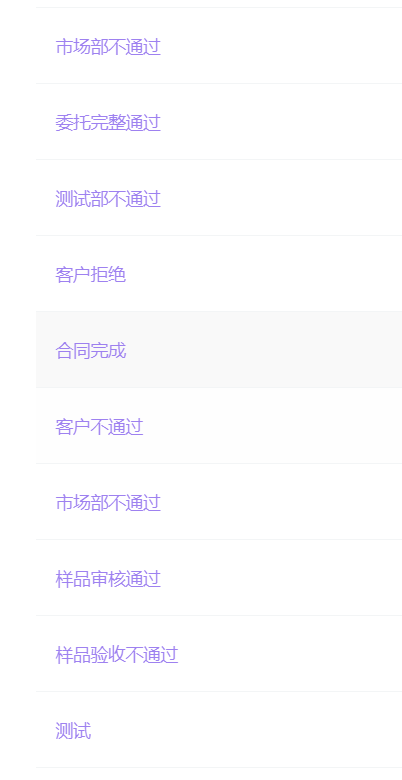 市场部不通过
委托完整通过
测试部不通过
客户拒绝
合同完成
客户不通过
市场部不通过
样品审核通过
样品验收不通过
测试